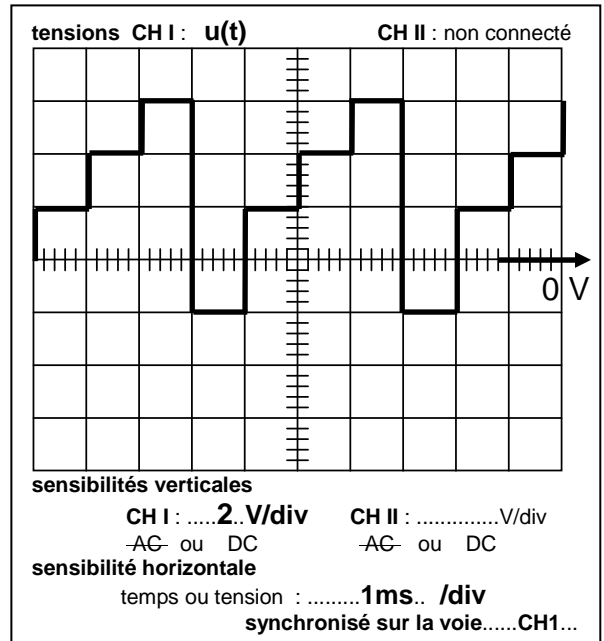 tensions CH I : u(t) CH II : non connecté
0 V
sensibilités verticales
CH I : .....2..V/div CH II : ..............V/div
AC ou DC AC ou DC
sensibilité horizontale
temps ou tension : .........1ms.. /div
synchronisé sur la voie......CH1...